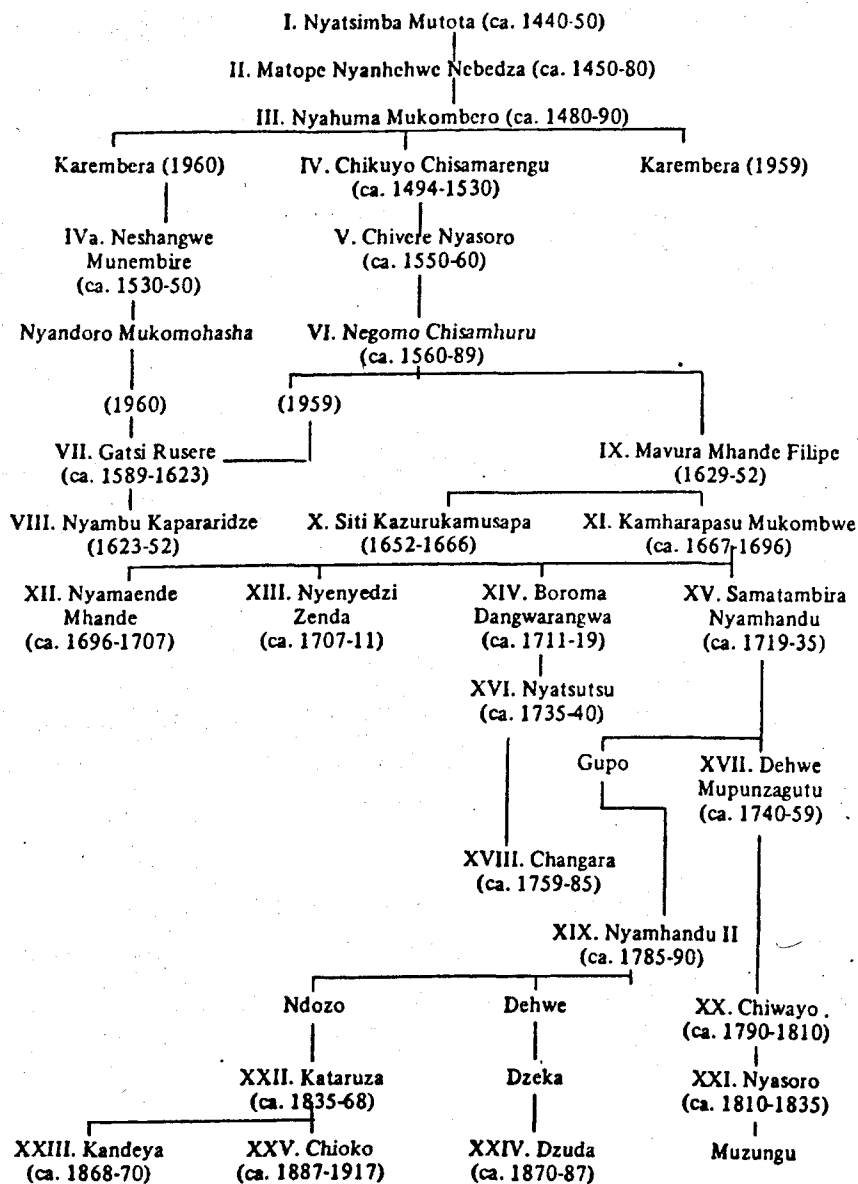 I. Nyatsimba Mutota (ca. 1440-50)
II. Matope Nyanhehwe Nebedza (ca. 1450-80)
III. Nyahuma Mukombero (ca. 1480-90)
Karembera (1960)
IV. Chikuyo Chisamarengu
(ca. 1494-1530)
Karembera (1959)
IVa. Neshangwe
Munembire
(ca. 1530-50)
V. Chivere Nyasoro
(ca. 1550-60)
Nyandoro Mukomohasha
VI. Negomo Chisamhuru
(ca. 1560-89)
(1960)
(1959)
VII. Gatsi Rusere
(ca. 1589-1623)
IX. Mavura Mhande Filipe
(1629-52)
VIII. Nyambu Kapararidze
(1623-52)
X. Siti Kazurukamusapa
(1652-1666)
XI. Kamharapasu Mukombwe
(ca. 1667-1696)
XII. Nyamaende
Mhande
(ca. 1696-1707)
XIII. Nyenyedzi
Zenda
(ca. 1707-11)
XIV. Boroma
Dangwarangwa
(ca. 1711-19)
XV. Samatambira
Nyamhandu
(ca. 1719-35)
XVI. Nyatsutsu
(ca. 1735-40)
Gupo
XVII. Dehwe
Mupunzagutu
(ca. 1740-59)
XVIII. Changara
(ca. 1759-85)
XIX. Nyamhandu II
(ca. 1785-90)
Ndozo
Dehwe
XX. Chiwayo
(ca. 1790-1810)
XXII. Kataruza
(ca. 1835-68)
Dzeka
XXI. Nyasoro
(ca. 1810-1835)
XXIII. Kandeya
(ca. 1868-70)
XXV. Chioko
(ca. 1887-1917)
XXIV. Dzuda
(ca. 1870-87)
Muzungu